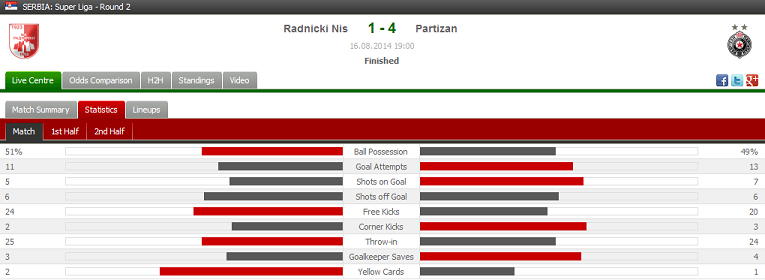 SERBIA: Super Liga - Round 2
Radnicki Nis 1 - 4 Partizan
16.08.2014 19:00
Finished
Live Centre Odds Comparison H2H Standings Video
Match Summary Statistics Lineups
Match 1st Half 2nd Half
51% Ball Possession 49%
11 Goal Attempts 13
5 Shots on Goal 7
6 Shots off Goal 6
24 Free Kicks 20
2 Corner Kicks 3
25 Throw-in 24
3 Goalkeeper Saves 4
2 Yellow Cards 1